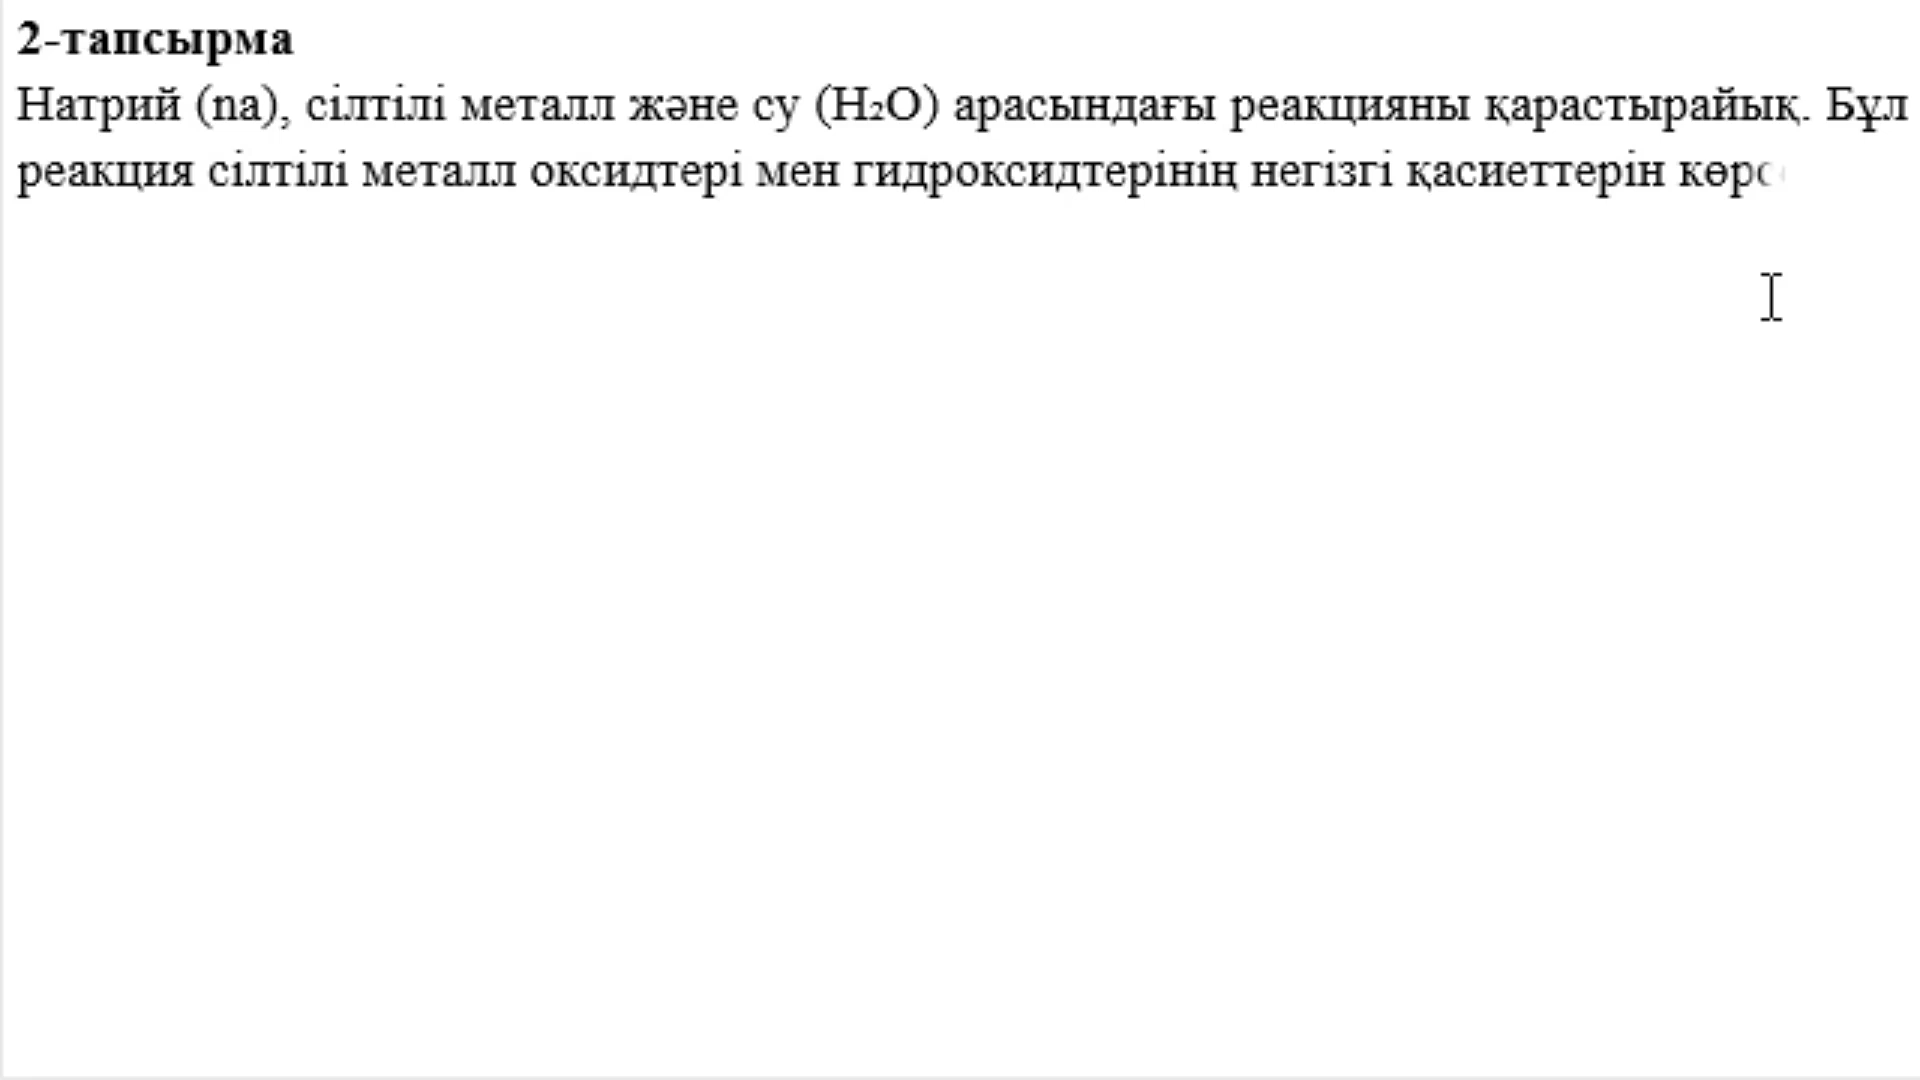 2-тапсырма
Натрий (na), сілтілі металл және су (H₂O) арасындағы реакцияны қарастырайық. Бұл
реакция сілтілі металл оксидтері мен гидроксидтерінің негізгі қасиеттерін